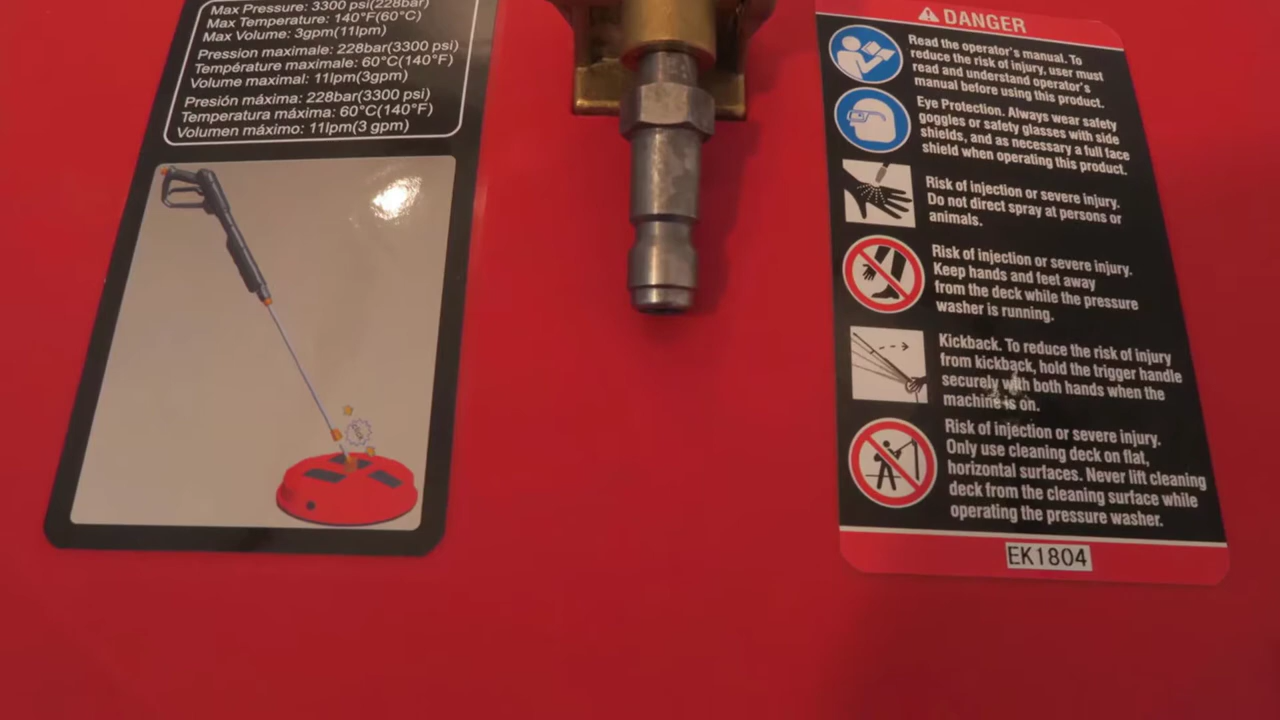 Max Pressure: 3300 psi(228bar)
Max Temperature: 140°F(60°C)
Max Volume: 3gpm(11lpm)
Pression maximale: 228bar(3300 psi)
Température maximale: 60°C(140°F)
Volume maximal: 11lpm(3gpm)
Presión máxima: 228bar(3300 psi)
Temperatura máxima: 60°C(140°F)
Volumen máximo: 11lpm(3 gpm)
DANGER
Read the operator's manual. To
reduce the risk of injury, user must
read and understand operator's
manual before using this product.
Eye Protection. Always wear safety
goggles or safety glasses with side
shields, and as necessary a full face
shield when operating this product.
Risk of injection or severe injury.
Do not direct spray at persons or
animals.
Risk of injection or severe injury.
Keep hands and feet away
from the deck while the pressure
washer is running.
Kickback. To reduce the risk of injury
from kickback, hold the trigger handle
securely with both hands when the
machine is on.
Risk of injection or severe injury.
Only use cleaning deck on flat,
horizontal surfaces. Never lift cleaning
deck from the cleaning surface while
operating the pressure washer.
EK1804